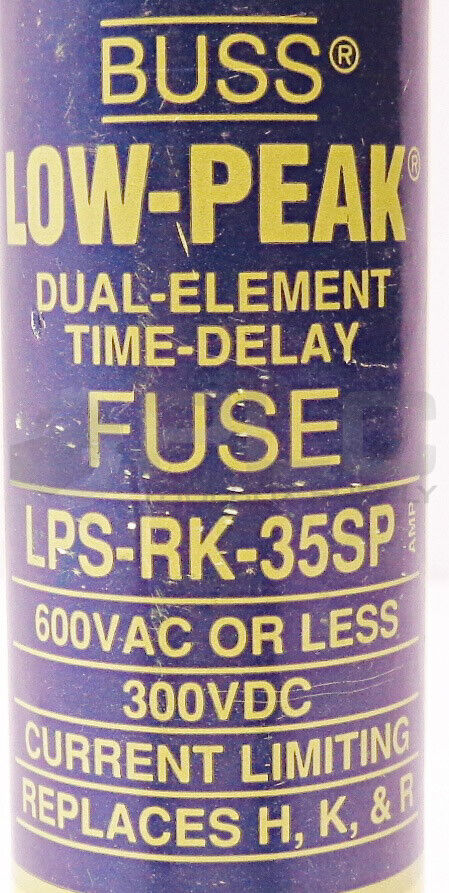 BUSS®
LOW-PEAK®
DUAL-ELEMENT
TIME-DELAY
FUSE
LPS-RK-35SP AMP
600VAC OR LESS
300VDC
CURRENT LIMITING
REPLACES H, K, & R